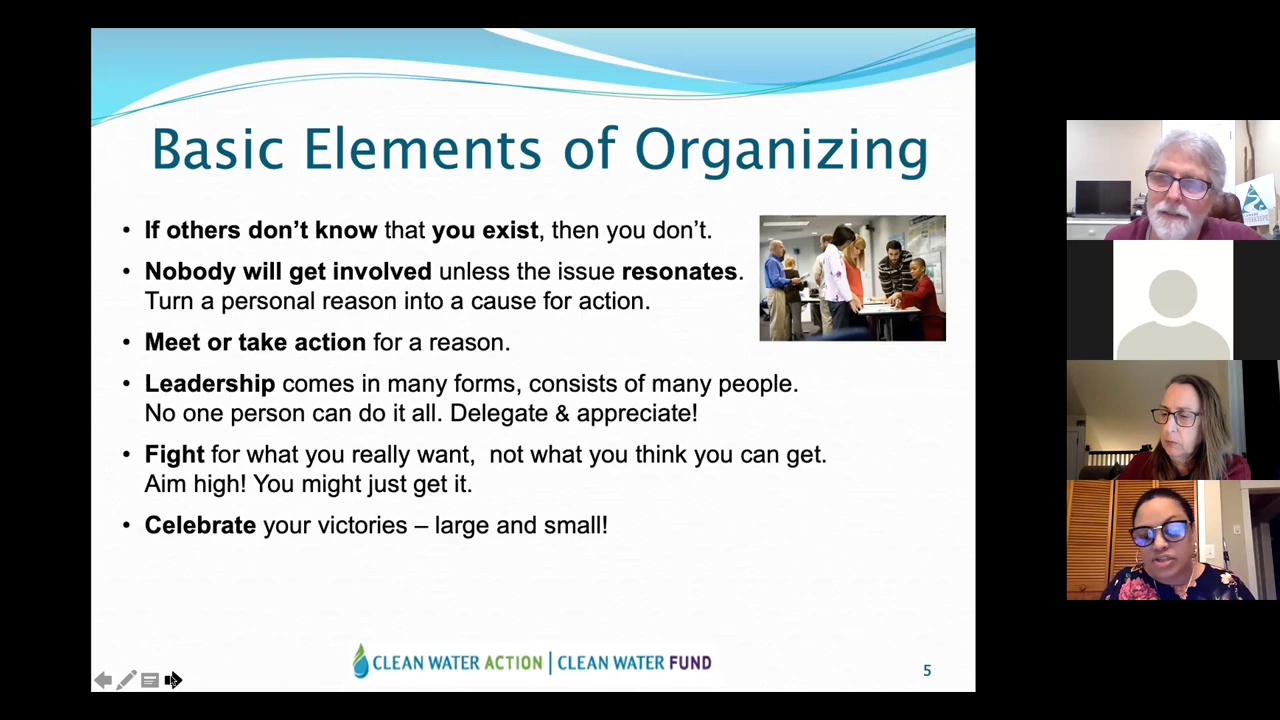 Basic Elements of Organizing
• If others don’t know that you exist, then you don’t.
• Nobody will get involved unless the issue resonates.
Turn a personal reason into a cause for action.
• Meet or take action for a reason.
• Leadership comes in many forms, consists of many people.
No one person can do it all. Delegate & appreciate!
• Fight for what you really want,  not what you think you can get.
Aim high! You might just get it.
• Celebrate your victories – large and small!
CLEAN WATER ACTION | CLEAN WATER FUND
5